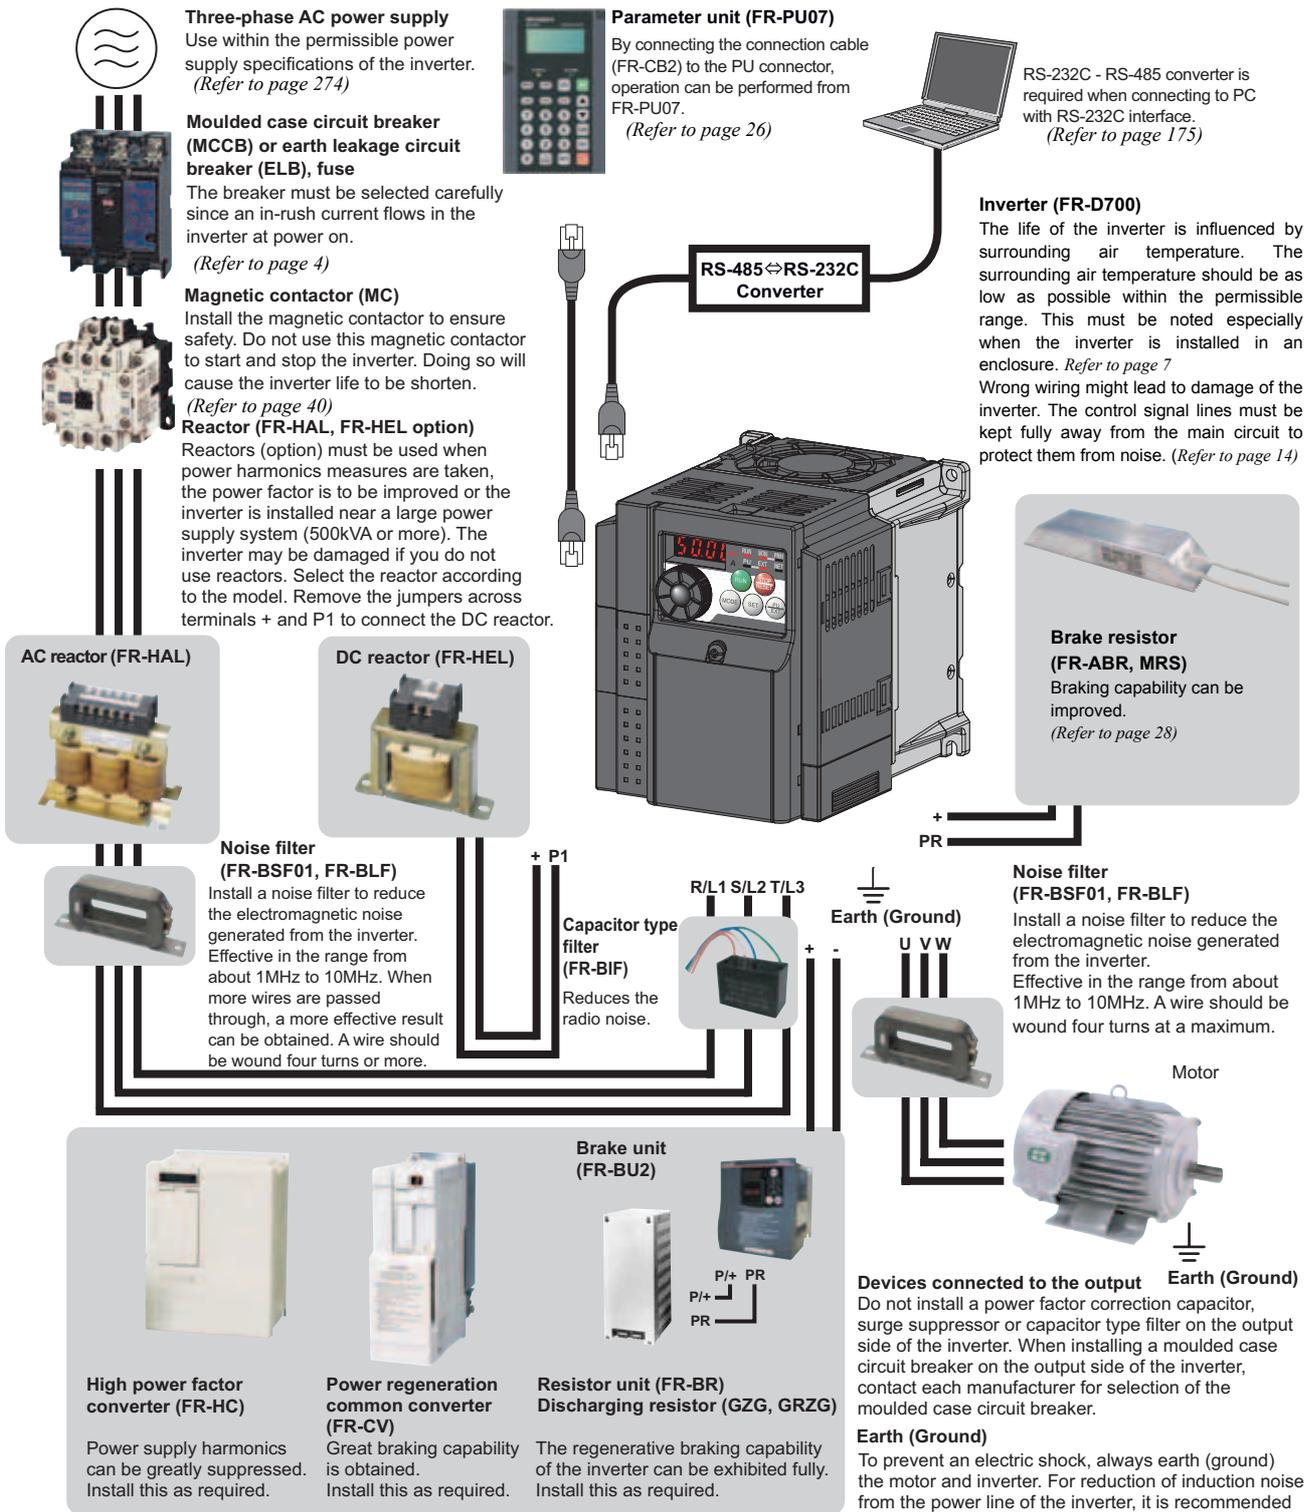 Three-phase AC power supply
Use within the permissible power
supply specifications of the inverter.
(Refer to page 274)
Moulded case circuit breaker
(MCCB) or earth leakage circuit
breaker (ELB), fuse
The breaker must be selected carefully
since an in-rush current flows in the
inverter at power on.
(Refer to page 4)
Magnetic contactor (MC)
Install the magnetic contactor to ensure
safety. Do not use this magnetic contactor
to start and stop the inverter. Doing so will
cause the inverter life to be shorten.
(Refer to page 40)
Reactor (FR-HAL, FR-HEL option)
Reactors (option) must be used when
power harmonics measures are taken,
the power factor is to be improved or the
inverter is installed near a large power
supply system (500kVA or more). The
inverter may be damaged if you do not
use reactors. Select the reactor according
to the model. Remove the jumpers across
terminals + and P1 to connect the DC reactor.
Parameter unit (FR-PU07)
By connecting the connection cable
(FR-CB2) to the PU connector,
operation can be performed from
FR-PU07.
(Refer to page 26)
RS-232C - RS-485 converter is
required when connecting to PC
with RS-232C interface.
(Refer to page 175)
RS-485⇔RS-232C
Converter
Inverter (FR-D700)
The life of the inverter is influenced by
surrounding air temperature. The
surrounding air temperature should be as
low as possible within the permissible
range. This must be noted especially
when the inverter is installed in an
enclosure. Refer to page 7
Wrong wiring might lead to damage of the
inverter. The control signal lines must be
kept fully away from the main circuit to
protect them from noise. (Refer to page 14)
RUN MON PRM
A PU EXT NET
RUN
STOP
RESET
MODE
SET
PU
EXT
Brake resistor
(FR-ABR, MRS)
Braking capability can be
improved.
(Refer to page 28)
+
PR
AC reactor (FR-HAL)
DC reactor (FR-HEL)
Noise filter
(FR-BSF01, FR-BLF)
Install a noise filter to reduce
the electromagnetic noise
generated from the inverter.
Effective in the range from
about 1MHz to 10MHz. When
more wires are passed
through, a more effective result
can be obtained. A wire should
be wound four turns or more.
+ P1
Capacitor type
filter
(FR-BIF)
Reduces the
radio noise.
R/L1 S/L2 T/L3
+ -
Earth (Ground)
U V W
Noise filter
(FR-BSF01, FR-BLF)
Install a noise filter to reduce the
electromagnetic noise generated
from the inverter.
Effective in the range from about
1MHz to 10MHz. A wire should be
wound four turns at a maximum.
Motor
Earth (Ground)
Brake unit
(FR-BU2)
P/+ PR
P/+
PR
High power factor
converter (FR-HC)
Power supply harmonics
can be greatly suppressed.
Install this as required.
Power regeneration
common converter
(FR-CV)
Great braking capability
is obtained.
Install this as required.
Resistor unit (FR-BR)
Discharging resistor (GZG, GRZG)
The regenerative braking capability
of the inverter can be exhibited fully.
Install this as required.
Devices connected to the output
Do not install a power factor correction capacitor,
surge suppressor or capacitor type filter on the output
side of the inverter. When installing a moulded case
circuit breaker on the output side of the inverter,
contact each manufacturer for selection of the
moulded case circuit breaker.
Earth (Ground)
To prevent an electric shock, always earth (ground)
the motor and inverter. For reduction of induction noise
from the power line of the inverter, it is recommended